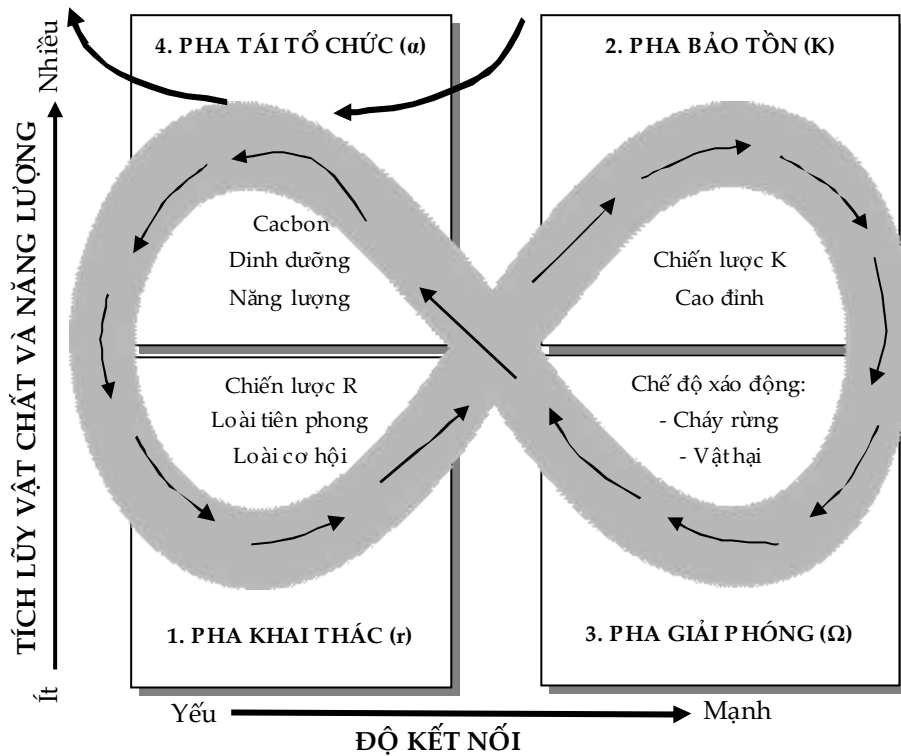 4. PHA TÁI TỔ CHỨC (α)
2. PHA BẢO TỒN (K)
Nhiều
TÍCH LŨY VẬT CHẤT VÀ NĂNG LƯỢNG
Ít
Cacbon
Dinh dưỡng
Năng lượng
Chiến lược K
Cao đỉnh
Chiến lược R
Loài tiên phong
Loài cơ hội
Chế độ xáo động:
- Cháy rừng
- Vật hại
1. PHA KHAI THÁC (r)
3. PHA GIẢI PHÓNG (Ω)
Yếu
Mạnh
ĐỘ KẾT NỐI